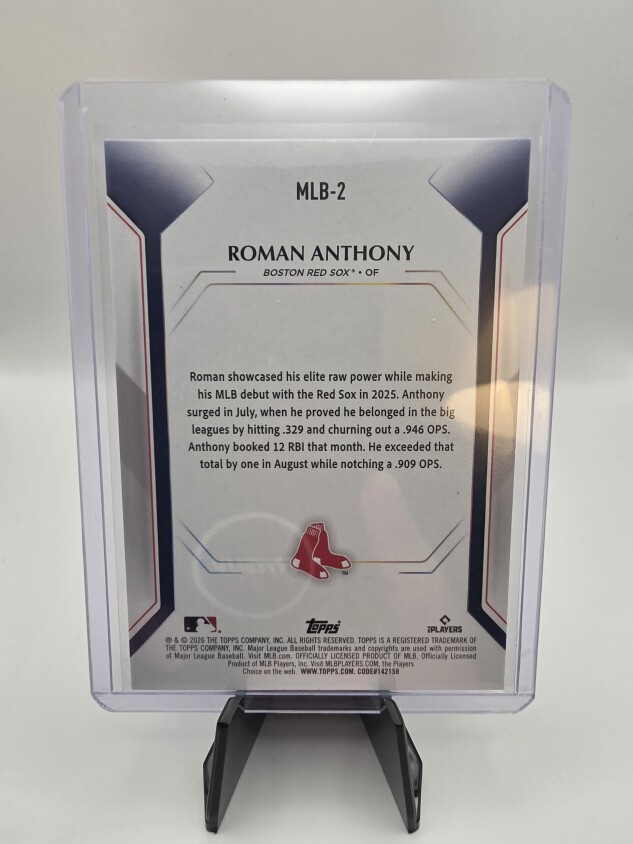 MLB-2
ROMAN ANTHONY
BOSTON RED SOX® • OF
Roman showcased his elite raw power while making
his MLB debut with the Red Sox in 2025. Anthony
surged in July, when he proved he belonged in the big
leagues by hitting .329 and churning out a .946 OPS.
Anthony booked 12 RBI that month. He exceeded that
total by one in August while notching a .909 OPS.
TM
Topps
PLAYERS
® & © 2026 THE TOPPS COMPANY, INC. ALL RIGHTS RESERVED. TOPPS IS A REGISTERED TRADEMARK OF
THE TOPPS COMPANY, INC. Major League Baseball trademarks and copyrights are used with permission
of Major League Baseball. Visit MLB.com. OFFICIALLY LICENSED PRODUCT OF MLB. Officially Licensed
Product of MLB Players, Inc. Visit MLBPLAYERS.COM, the Players
Choice on the web. WWW.TOPPS.COM. CODE#142158